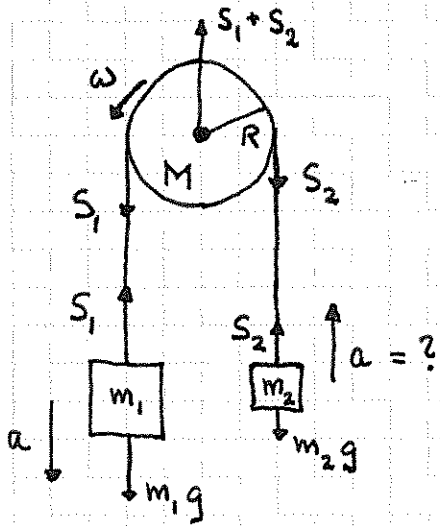 S₁ + S₂
ω
R
M
S₁
S₂
S₁
S₂
a = ?
m₁
m₂
a
m₂g
m₁g